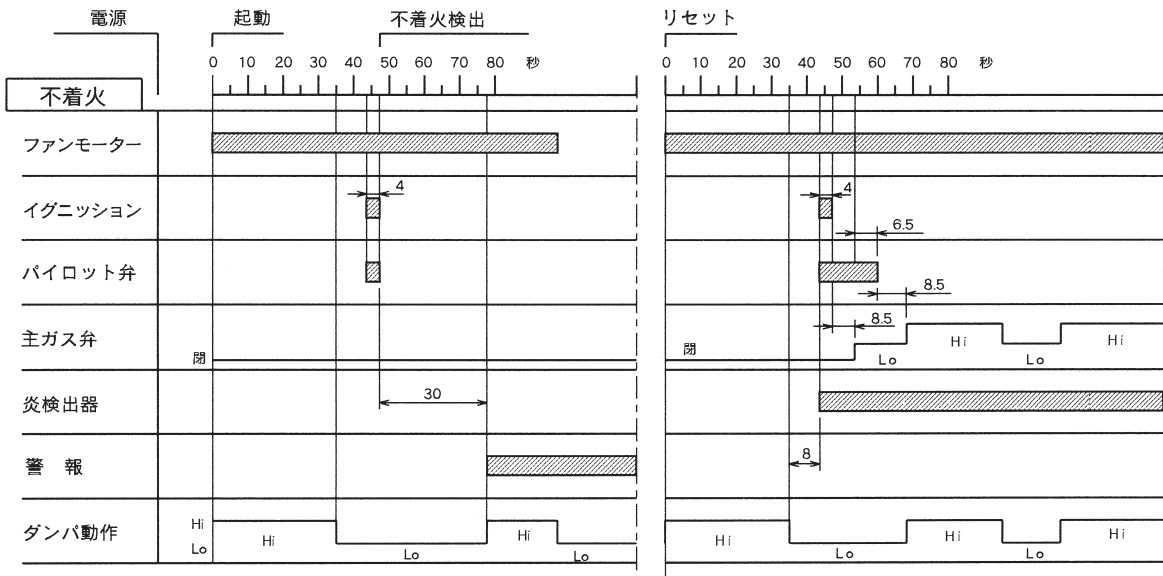 電源 起動 不着火検出 リセット
0 10 20 30 40 50 60 70 80 秒 0 10 20 30 40 50 60 70 80 秒
不着火
ファンモーター
4 4
イグニッション
6.5
パイロット弁
8.5
8.5
主ガス弁
閉 閉 Lo Hi Lo Hi
30
炎検出器
8
警 報
ダンパ動作
Hi
Lo
Hi Lo Hi Lo Hi Lo Hi Lo Hi